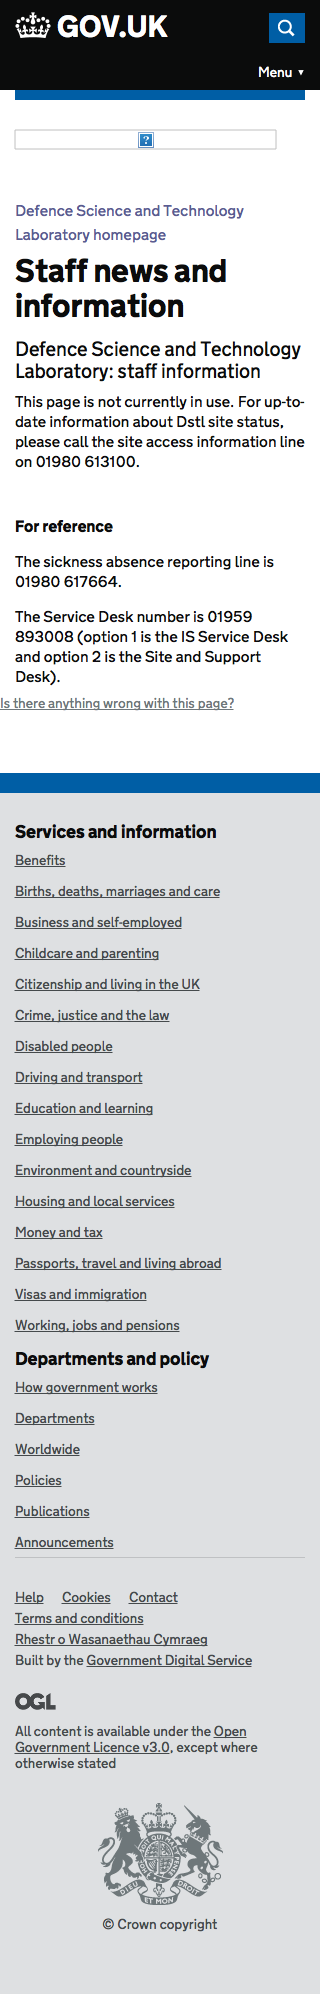 GOV.UK
Menu ▼
Defence Science and Technology
Laboratory homepage
Staff news and
information
Defence Science and Technology
Laboratory: staff information
This page is not currently in use. For up-to-
date information about Dstl site status,
please call the site access information line
on 01980 613100.
For reference
The sickness absence reporting line is
01980 617664.
The Service Desk number is 01959
893008 (option 1 is the IS Service Desk
and option 2 is the Site and Support
Desk).
Is there anything wrong with this page?
Services and information
Benefits
Births, deaths, marriages and care
Business and self-employed
Childcare and parenting
Citizenship and living in the UK
Crime, justice and the law
Disabled people
Driving and transport
Education and learning
Employing people
Environment and countryside
Housing and local services
Money and tax
Passports, travel and living abroad
Visas and immigration
Working, jobs and pensions
Departments and policy
How government works
Departments
Worldwide
Policies
Publications
Announcements
Help Cookies Contact
Terms and conditions
Rhestr o Wasanaethau Cymraeg
Built by the Government Digital Service
OGL
All content is available under the Open
Government Licence v3.0, except where
otherwise stated
DIEU ET MON DROIT
© Crown copyright